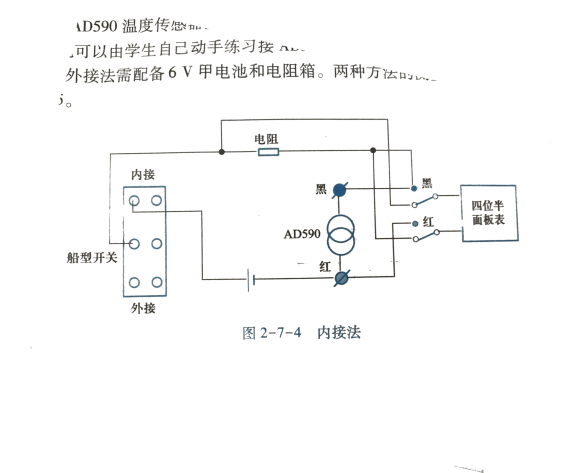 AD590 温度传感
可以由学生自己动手练习接
外接法需配备 6 V 甲电池和电阻箱。两种方法的
。
电阻
内接
黑
黑
四位半
面板表
红
AD590
船型开关
红
外接
图 2-7-4 内接法